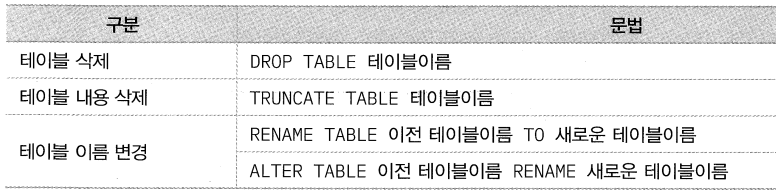 구분 문법
테이블 삭제 DROP TABLE 테이블이름
테이블 내용 삭제 TRUNCATE TABLE 테이블이름
테이블 이름 변경 RENAME TABLE 이전 테이블이름 TO 새로운 테이블이름
ALTER TABLE 이전 테이블이름 RENAME 새로운 테이블이름